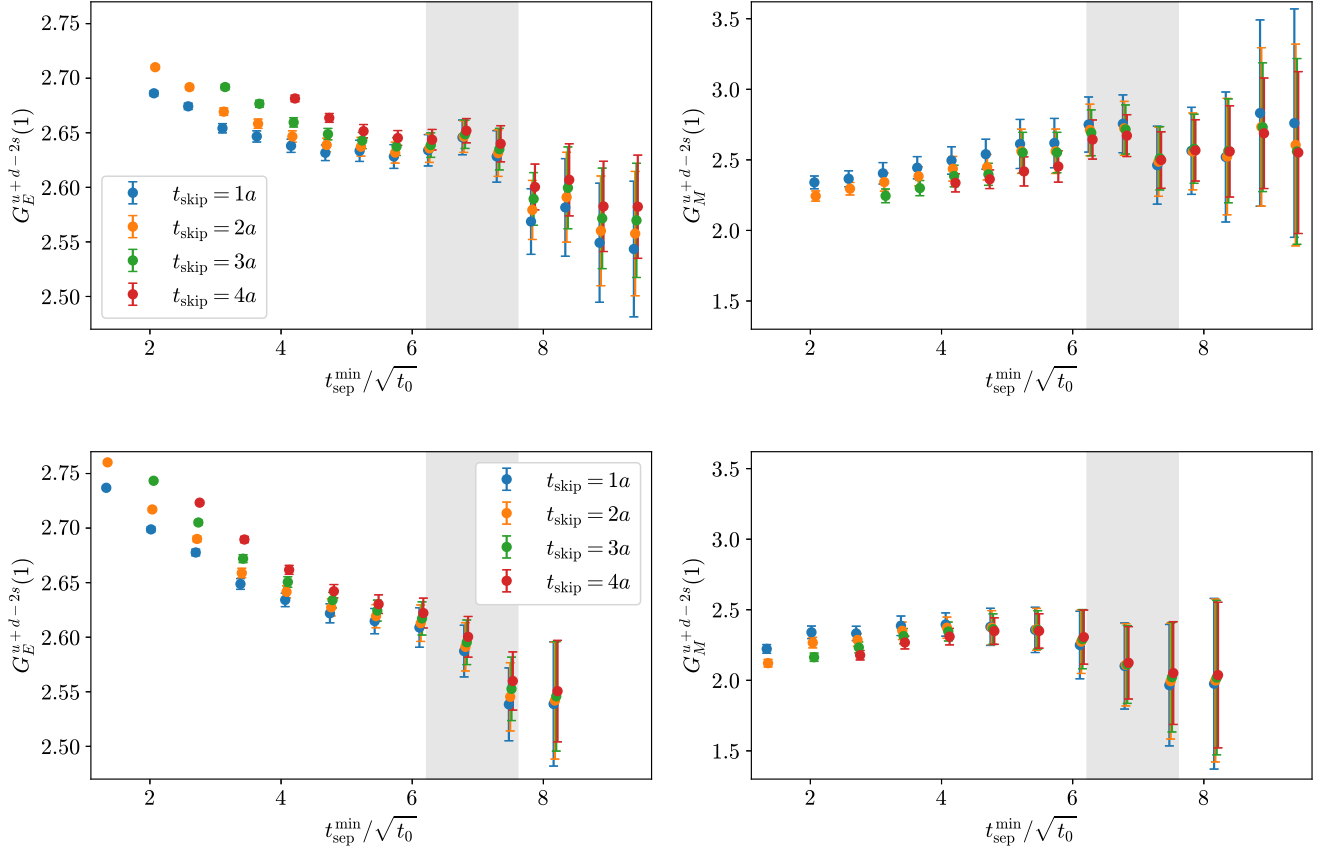 2.75
2.70
2.65
2.60
2.55
2.50
G_E^{u+d−2s}(1)
t_skip = 1a
t_skip = 2a
t_skip = 3a
t_skip = 4a
2 4 6 8
t_sep^min/√t_0
3.5
3.0
2.5
2.0
1.5
G_M^{u+d−2s}(1)
2 4 6 8
t_sep^min/√t_0
2.75
2.70
2.65
2.60
2.55
2.50
G_E^{u+d−2s}(1)
t_skip = 1a
t_skip = 2a
t_skip = 3a
t_skip = 4a
2 4 6 8
t_sep^min/√t_0
3.5
3.0
2.5
2.0
1.5
G_M^{u+d−2s}(1)
2 4 6 8
t_sep^min/√t_0